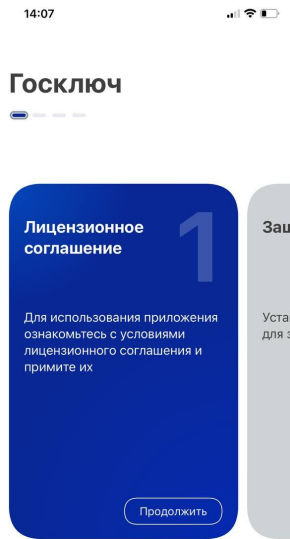 14:07
Госключ
1
Лицензионное
соглашение
Для использования приложения
ознакомьтесь с условиями
лицензионного соглашения и
примите их
Продолжить